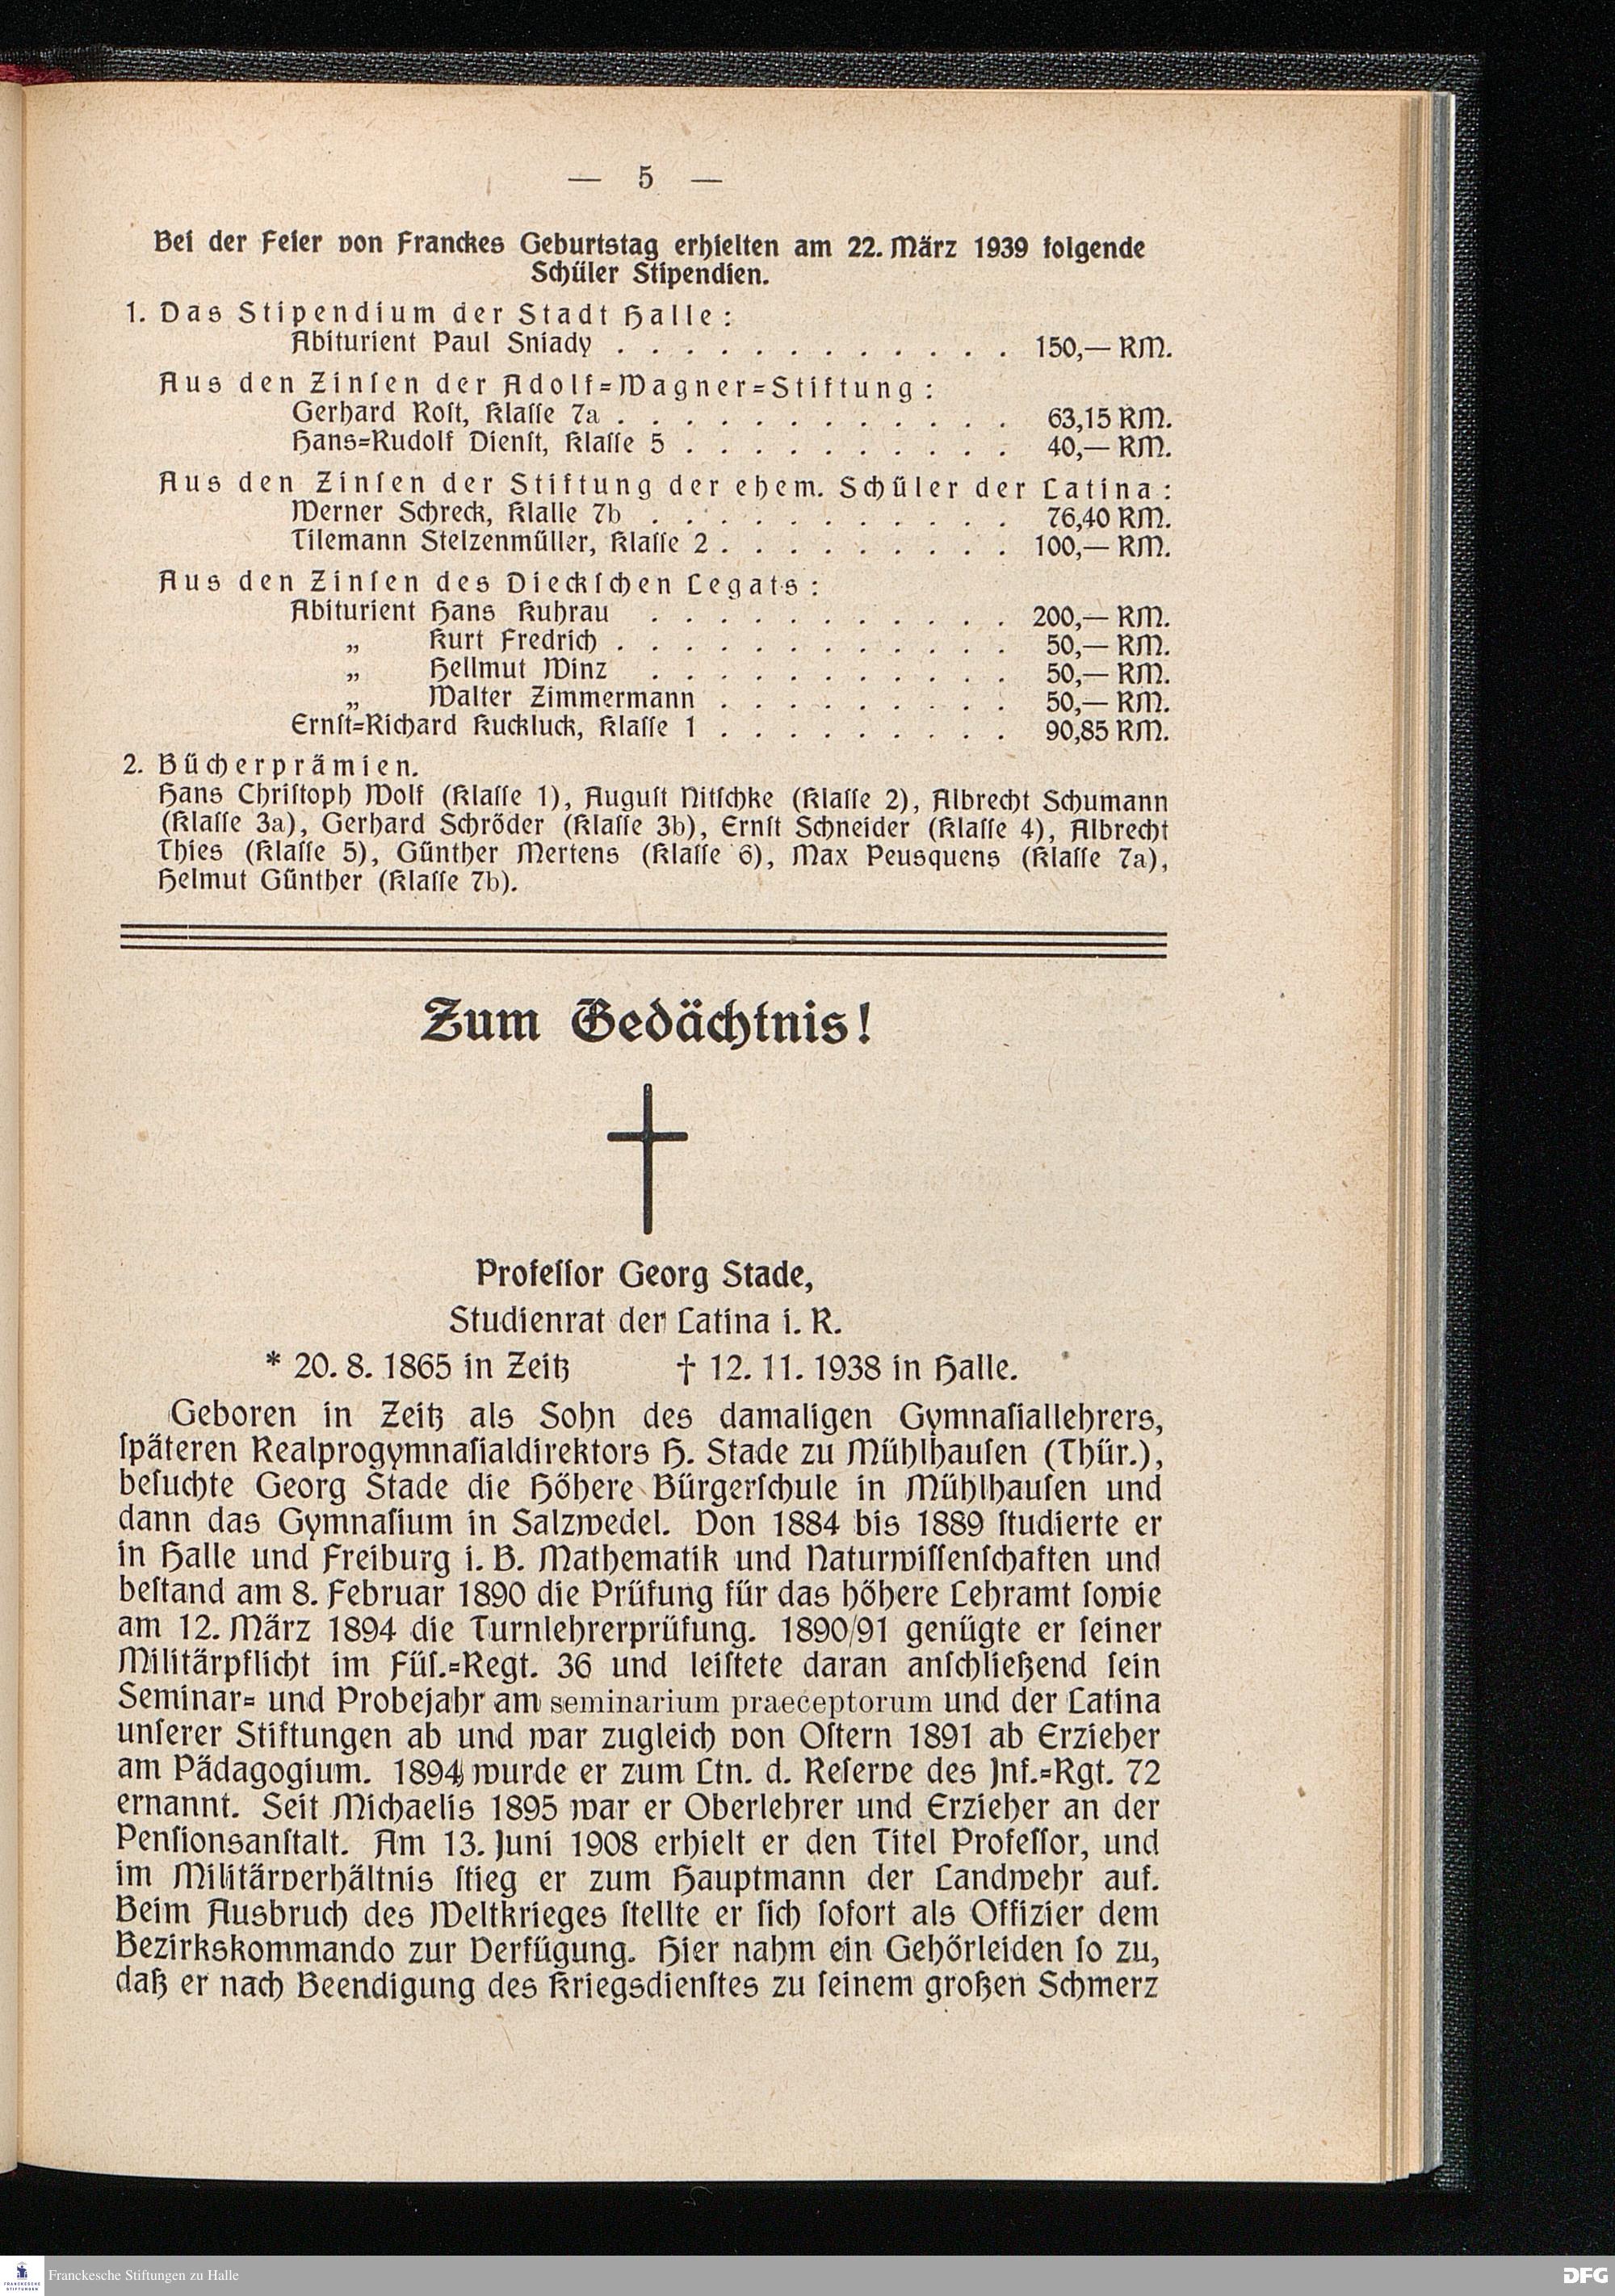 — 5 —
Bei der Feier von Franckes Geburtstag erhielten am 22. März 1939 folgende
Schüler Stipendien.
1. Das Stipendium der Stadt Halle:
Abiturient Paul Sniady . . . . . . . . . . . . 150,— RM.
Aus den Zinſen der Adolf=Wagner=Stiftung:
Gerhard Roſt, Klaſſe 7a . . . . . . . . . . . . 63,15 RM.
Hans=Rudolf Dienſt, Klaſſe 5 . . . . . . . . . . 40,— RM.
Aus den Zinſen der Stiftung der ehem. Schüler der Latina:
Werner Schreck, Klalle 7b . . . . . . . . . . . 76,40 RM.
Tilemann Stelzenmüller, Klaſſe 2 . . . . . . . . . 100,— RM.
Aus den Zinſen des Dieckſchen Legats:
Abiturient Hans Kuhrau . . . . . . . . . . . 200,— RM.
„ Kurt Fredrich . . . . . . . . . . . . 50,— RM.
„ Hellmut Winz . . . . . . . . . . . 50,— RM.
„ Walter Zimmermann . . . . . . . . . 50,— RM.
Ernſt=Richard Kuckluck, Klaſſe 1 . . . . . . . . . 90,85 RM.
2. Bücherprämien.
Hans Chriſtoph Wolf (Klaſſe 1), Auguſt Nitſchke (Klaſſe 2), Albrecht Schumann
(Klaſſe 3a), Gerhard Schröder (Klaſſe 3b), Ernſt Schneider (Klaſſe 4), Albrecht
Thies (Klaſſe 5), Günther Mertens (Klaſſe 6), Max Peusquens (Klaſſe 7a),
Helmut Günther (Klaſſe 7b).
Zum Gedächtnis!
Profeſſor Georg Stade,
Studienrat der Latina i. R.
* 20. 8. 1865 in Zeitz † 12. 11. 1938 in Halle.
Geboren in Zeitz als Sohn des damaligen Gymnaſiallehrers,
ſpäteren Realprogymnaſialdirektors H. Stade zu Mühlhauſen (Thür.),
beſuchte Georg Stade die Höhere Bürgerſchule in Mühlhauſen und
dann das Gymnaſium in Salzwedel. Von 1884 bis 1889 ſtudierte er
in Halle und Freiburg i. B. Mathematik und Naturwiſſenſchaften und
beſtand am 8. Februar 1890 die Prüfung für das höhere Lehramt ſowie
am 12. März 1894 die Turnlehrerprüfung. 1890/91 genügte er ſeiner
Militärpflicht im Füſ.=Regt. 36 und leiſtete daran anſchließend ſein
Seminar= und Probejahr am seminarium praeceptorum und der Latina
unſerer Stiftungen ab und war zugleich von Oſtern 1891 ab Erzieher
am Pädagogium. 1894 wurde er zum Ltn. d. Reſerve des Inf.=Rgt. 72
ernannt. Seit Michaelis 1895 war er Oberlehrer und Erzieher an der
Penſionsanſtalt. Am 13. Juni 1908 erhielt er den Titel Profeſſor, und
im Militärverhältnis ſtieg er zum Hauptmann der Landwehr auf.
Beim Ausbruch des Weltkrieges ſtellte er ſich ſofort als Offizier dem
Bezirkskommando zur Verfügung. Hier nahm ein Gehörleiden ſo zu,
daß er nach Beendigung des Kriegsdienſtes zu ſeinem großen Schmerz
FRANCKESCHE
STIFTUNGEN
Franckesche Stiftungen zu Halle
DFG